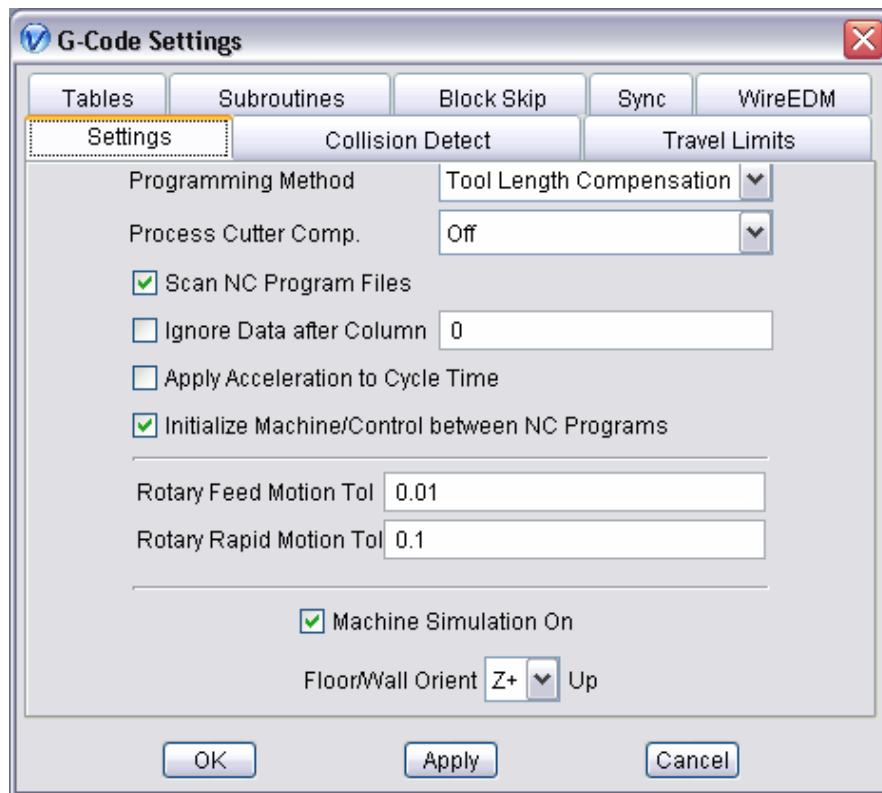 G-Code Settings
Tables Subroutines Block Skip Sync WireEDM
Settings Collision Detect Travel Limits
Programming Method Tool Length Compensation
Process Cutter Comp. Off
Scan NC Program Files
Ignore Data after Column 0
Apply Acceleration to Cycle Time
Initialize Machine/Control between NC Programs
Rotary Feed Motion Tol 0.01
Rotary Rapid Motion Tol 0.1
Machine Simulation On
Floor/Wall Orient Z+ Up
OK Apply Cancel